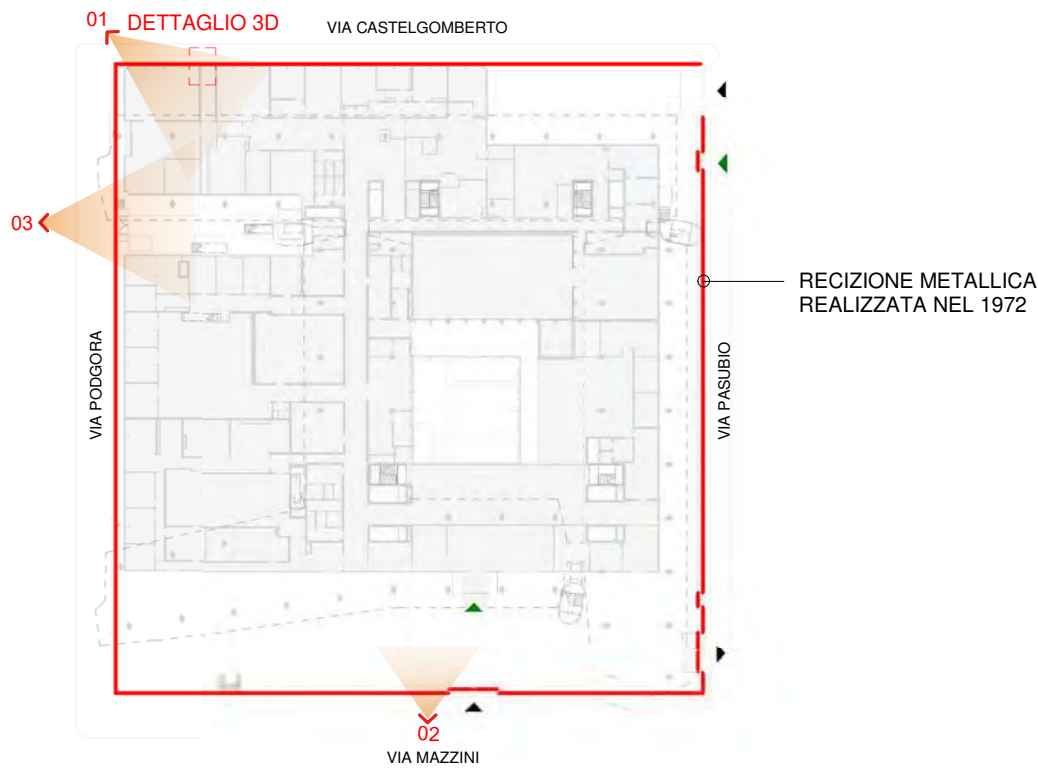 01 DETTAGLIO 3D
VIA CASTELGOMBERTO
03
RECIZIONE METALLICA
REALIZZATA NEL 1972
VIA PODGORA
VIA PASUBIO
02
VIA MAZZINI